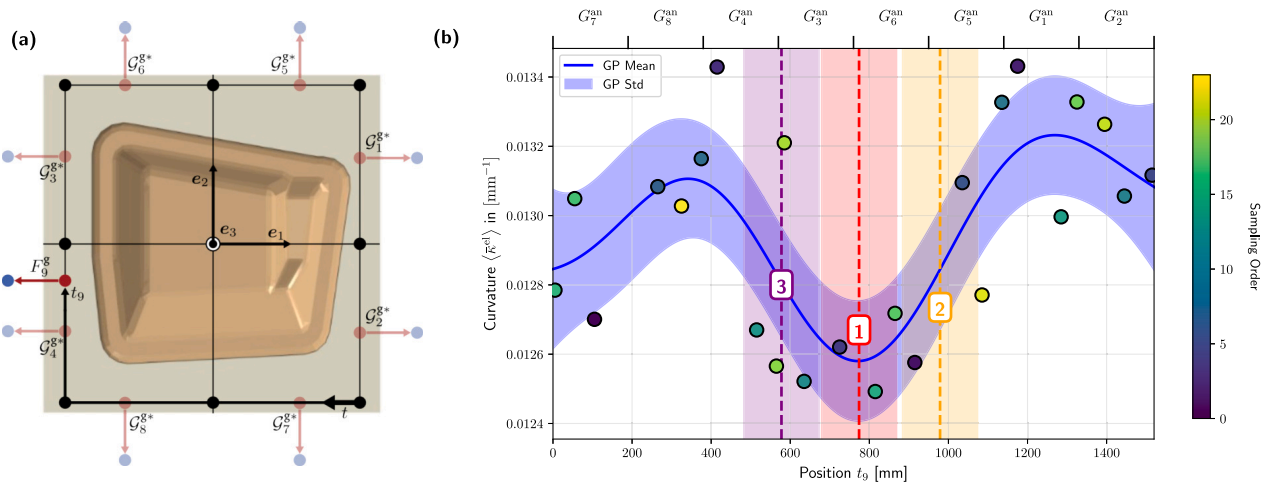 (a)
𝒢₆^g*
𝒢₅^g*
𝒢₃^g*
𝒢₁^g*
e₂
e₃
e₁
F₉^g
t₉
𝒢₄^g*
𝒢₂^g*
𝒢₈^g*
𝒢₇^g*
t
(b)
G₇^an G₈^an G₄^an G₃^an G₆^an G₅^an G₁^an G₂^an
GP Mean
GP Std
0.0134
0.0132
0.0130
0.0128
0.0126
0.0124
Curvature ⟨κ̄^el⟩ in [mm⁻¹]
3
1
2
0 200 400 600 800 1000 1200 1400
Position t₉ [mm]
20
15
10
5
0
Sampling Order